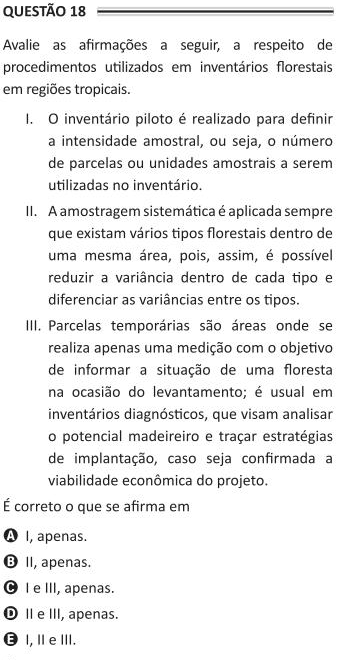 QUESTÃO 18
Avalie as afirmações a seguir, a respeito de
procedimentos utilizados em inventários florestais
em regiões tropicais.
I. O inventário piloto é realizado para definir
a intensidade amostral, ou seja, o número
de parcelas ou unidades amostrais a serem
utilizadas no inventário.
II. A amostragem sistemática é aplicada sempre
que existam vários tipos florestais dentro de
uma mesma área, pois, assim, é possível
reduzir a variância dentro de cada tipo e
diferenciar as variâncias entre os tipos.
III. Parcelas temporárias são áreas onde se
realiza apenas uma medição com o objetivo
de informar a situação de uma floresta
na ocasião do levantamento; é usual em
inventários diagnósticos, que visam analisar
o potencial madeireiro e traçar estratégias
de implantação, caso seja confirmada a
viabilidade econômica do projeto.
É correto o que se afirma em
A I, apenas.
B II, apenas.
C I e III, apenas.
D II e III, apenas.
E I, II e III.